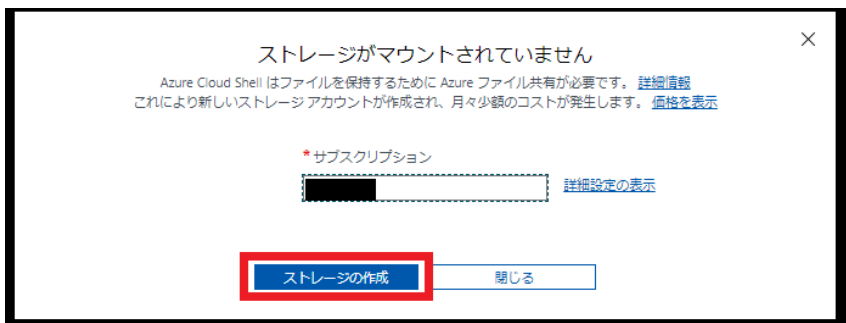 ストレージがマウントされていません
Azure Cloud Shell はファイルを保持するために Azure ファイル共有が必要です。 詳細情報
これにより新しいストレージ アカウントが作成され、月々少額のコストが発生します。 価格を表示
*サブスクリプション
詳細設定の表示
ストレージの作成 閉じる